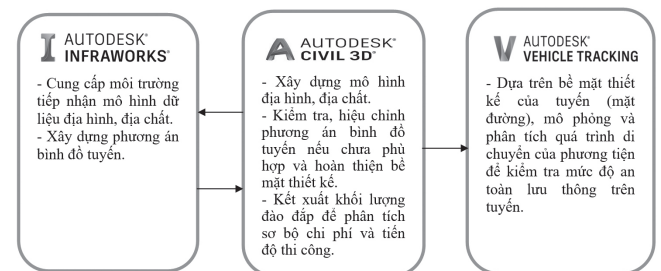 AUTODESK®
INFRAWORKS®
- Cung cấp môi trường
tiếp nhận mô hình dữ
liệu địa hình, địa chất.
- Xây dựng phương án
bình đồ tuyến.
AUTODESK®
CIVIL 3D®
- Xây dựng mô hình
địa hình, địa chất.
- Kiểm tra, hiệu chỉnh
phương án bình đồ
tuyến nếu chưa phù
hợp và hoàn thiện bề
mặt thiết kế.
- Kết xuất khối lượng
đào đắp để phân tích
sơ bộ chi phí và tiến
độ thi công.
AUTODESK®
VEHICLE TRACKING
- Dựa trên bề mặt thiết
kế của tuyến (mặt
đường), mô phỏng và
phân tích quá trình di
chuyển của phương tiện
để kiểm tra mức độ an
toàn lưu thông trên
tuyến.